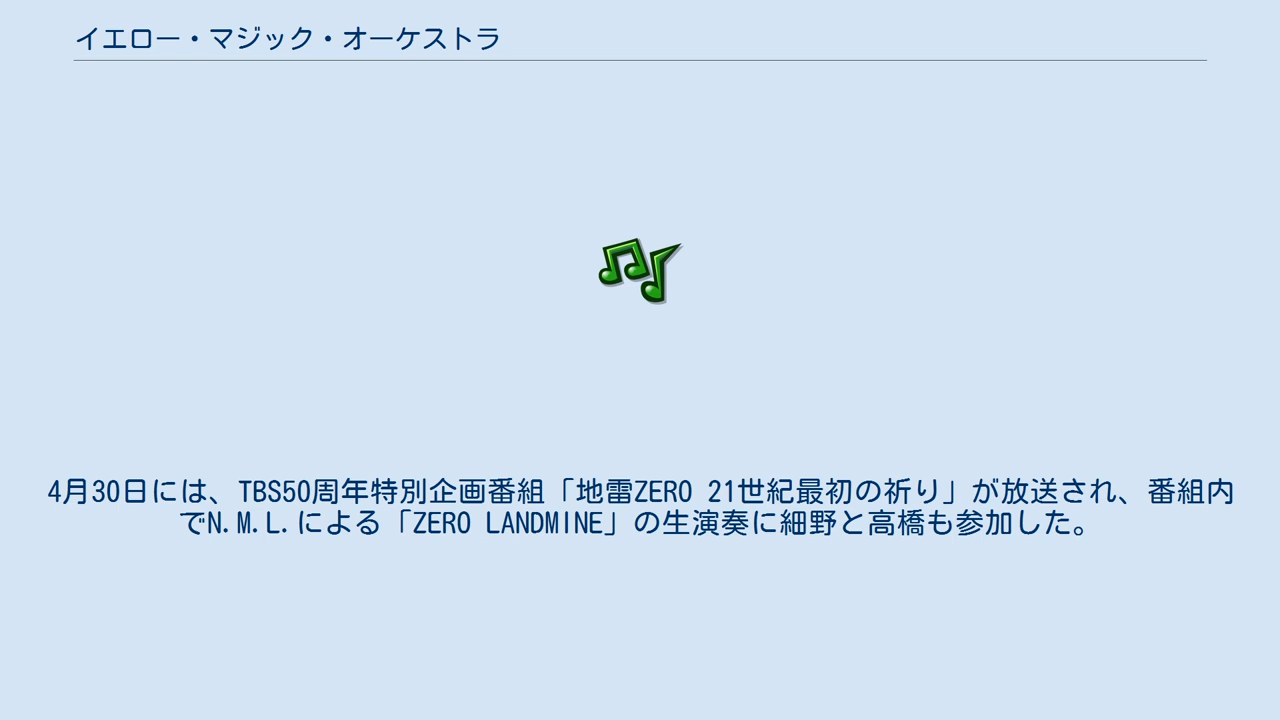 イエロー・マジック・オーケストラ
4月30日には、TBS50周年特別企画番組「地雷ZERO 21世紀最初の祈り」が放送され、番組内
でN.M.L.による「ZERO LANDMINE」の生演奏に細野と高橋も参加した。